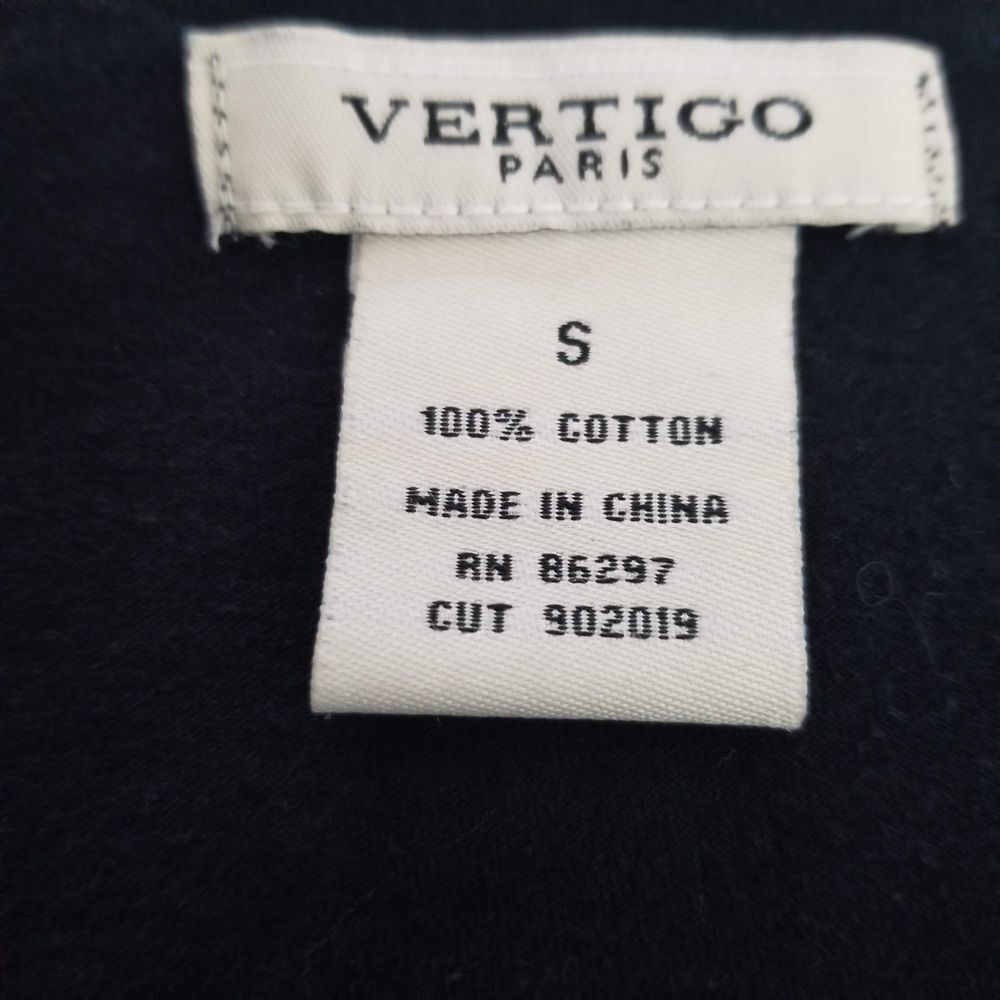 VERTIGO
PARIS
S
100% COTTON
MADE IN CHINA
RN 86297
CUT 902019